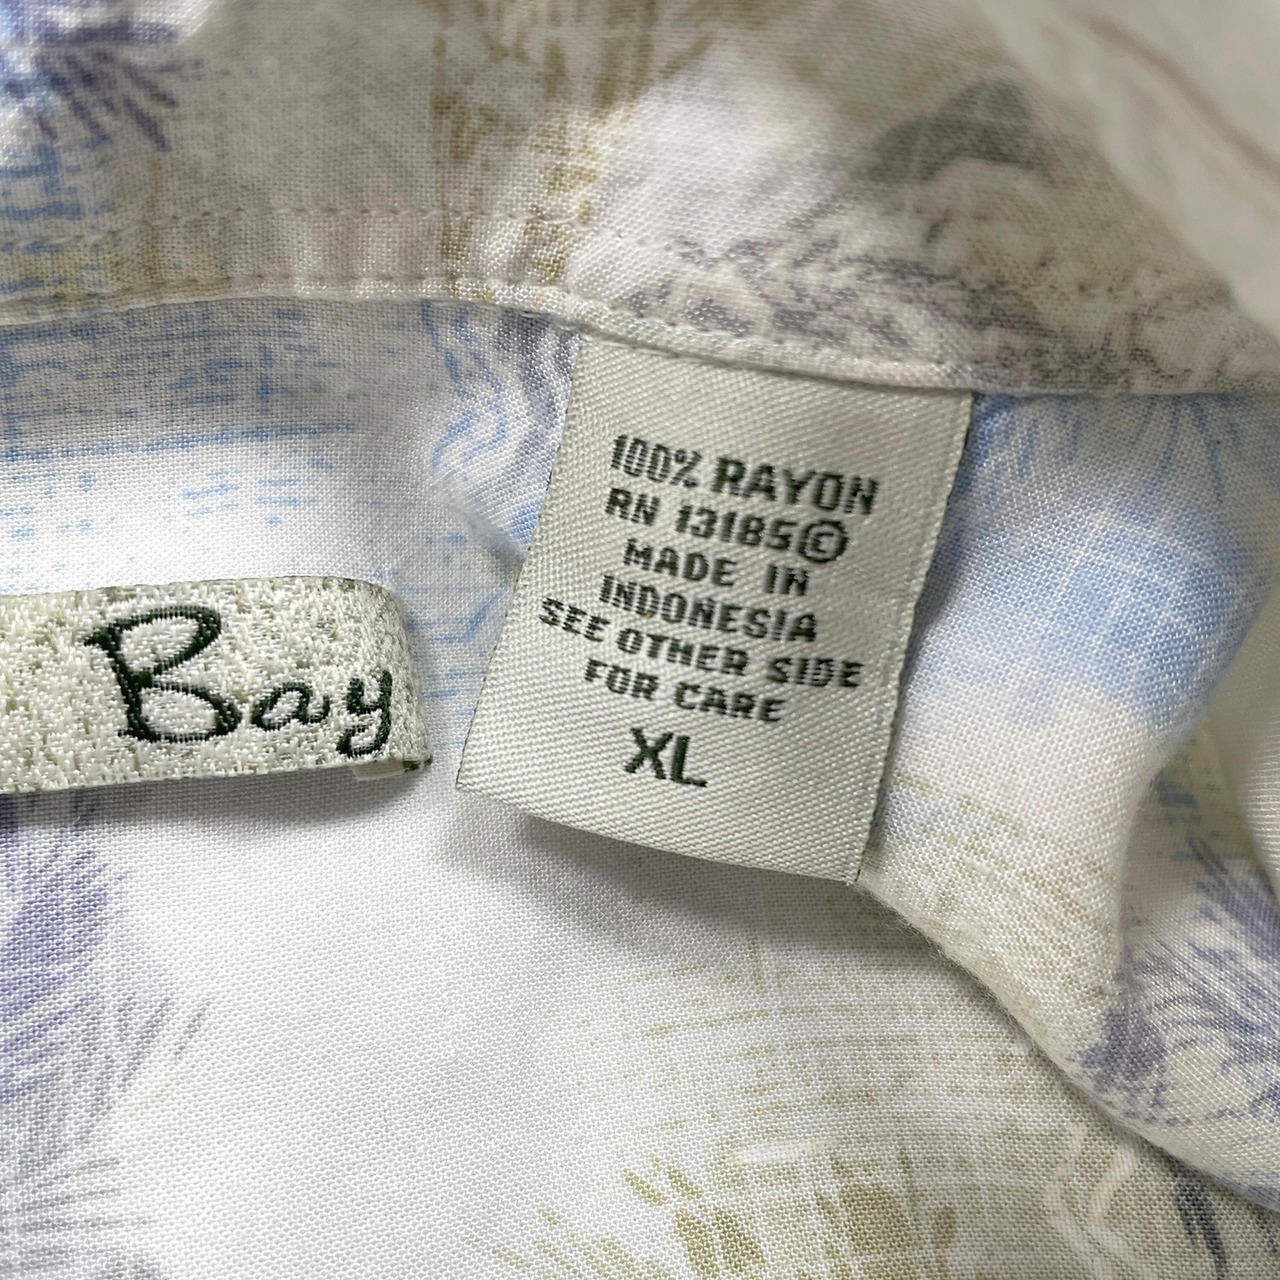 Bay
100% RAYON
RN 13185©
MADE IN
INDONESIA
SEE OTHER SIDE
FOR CARE
XL